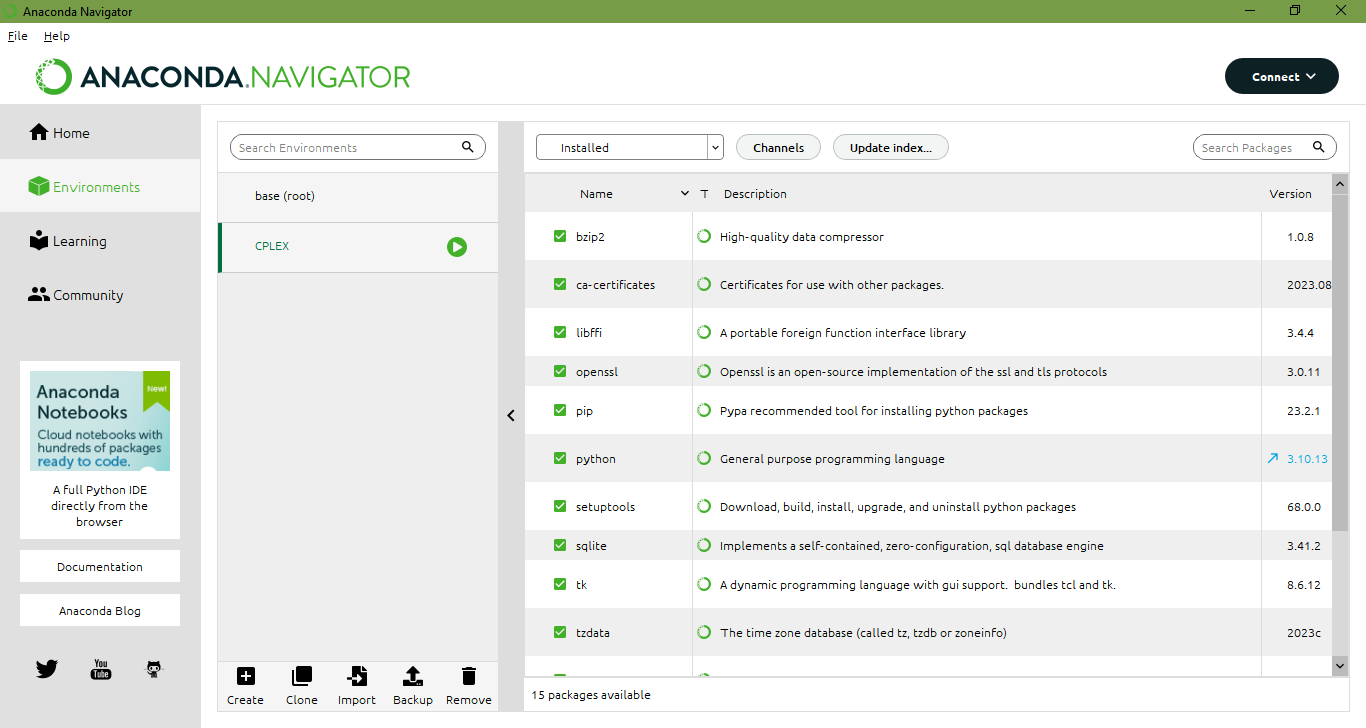 Anaconda Navigator
File Help
ANACONDA.NAVIGATOR
Connect
Home
Environments
Learning
Community
Anaconda
Notebooks
New!
Cloud notebooks with
hundreds of packages
ready to code.
A full Python IDE
directly from the
browser
Documentation
Anaconda Blog
You
Tube
Search Environments
base (root)
CPLEX
Create Clone Import Backup Remove
Installed Channels Update index... Search Packages
Name T Description Version
bzip2 High-quality data compressor 1.0.8
ca-certificates Certificates for use with other packages. 2023.08
libffi A portable foreign function interface library 3.4.4
openssl Openssl is an open-source implementation of the ssl and tls protocols 3.0.11
pip Pypa recommended tool for installing python packages 23.2.1
python General purpose programming language 3.10.13
setuptools Download, build, install, upgrade, and uninstall python packages 68.0.0
sqlite Implements a self-contained, zero-configuration, sql database engine 3.41.2
tk A dynamic programming language with gui support. bundles tcl and tk. 8.6.12
tzdata The time zone database (called tz, tzdb or zoneinfo) 2023c
15 packages available